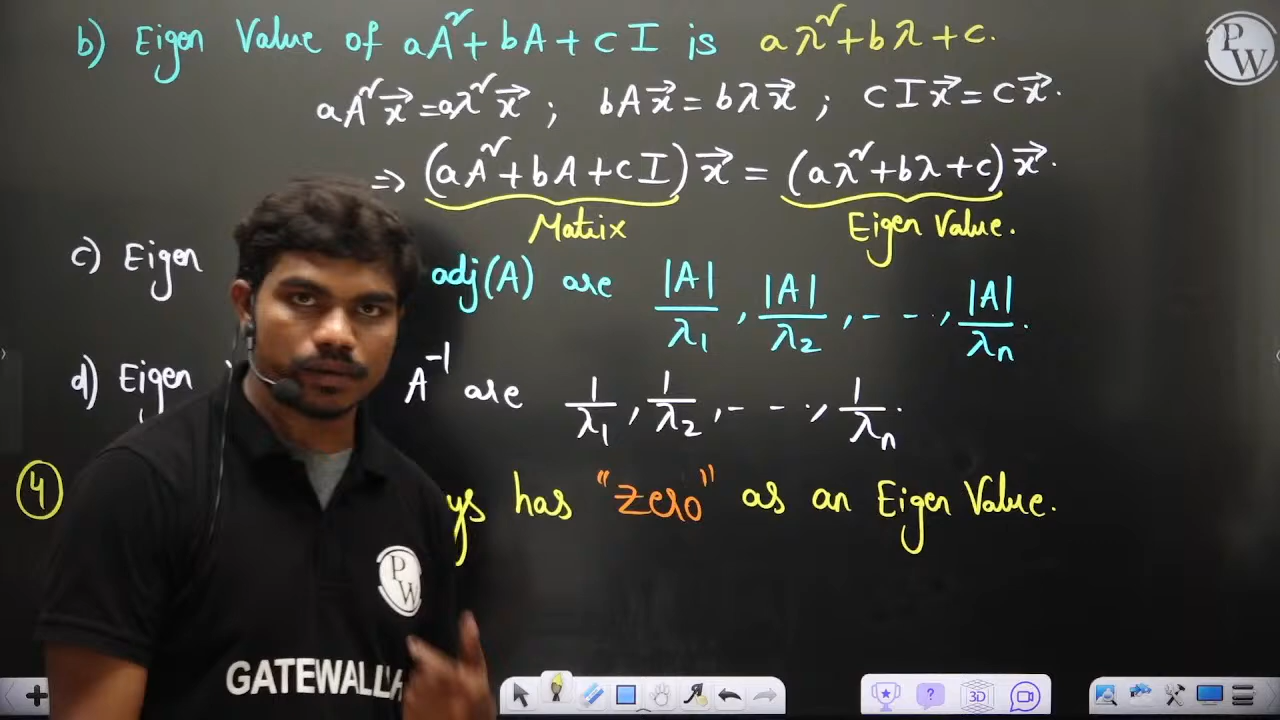 b) Eigen Value of aA²+bA+cI is aλ²+bλ+c.
aA²x⃗=aλ²x⃗ ; bAx⃗=bλx⃗ ; cIx⃗=cx⃗.
⇒ (aA²+bA+cI)x⃗ = (aλ²+bλ+c)x⃗.
Matrix Eigen Value.
c) Eigen adj(A) are |A|/λ₁, |A|/λ₂, - - -, |A|/λn.
d) Eigen A⁻¹ are 1/λ₁, 1/λ₂, - - -, 1/λn.
4 has "Zero" as an Eigen Value.
PW
PW
GATEWALLA
3D